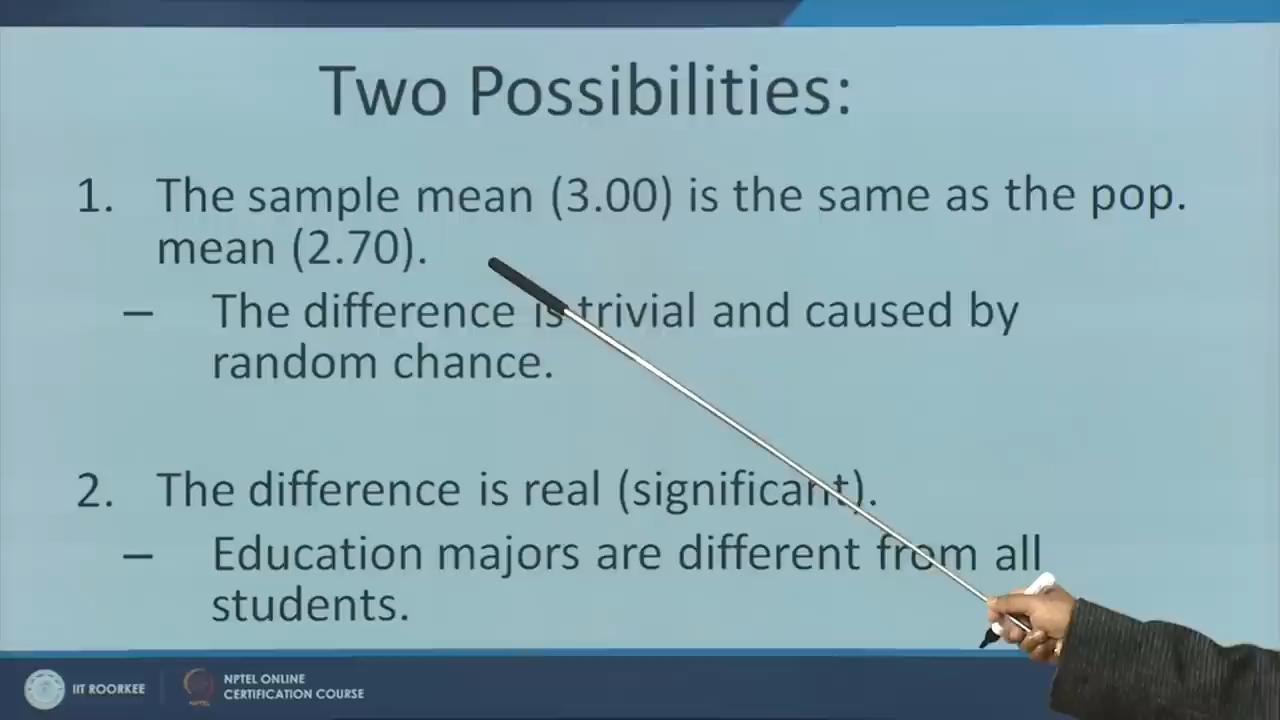 Two Possibilities:
1. The sample mean (3.00) is the same as the pop.
mean (2.70).
– The difference is trivial and caused by
random chance.
2. The difference is real (significant).
– Education majors are different from all
students.
IIT ROORKEE
NPTEL ONLINE
CERTIFICATION COURSE
NPTEL